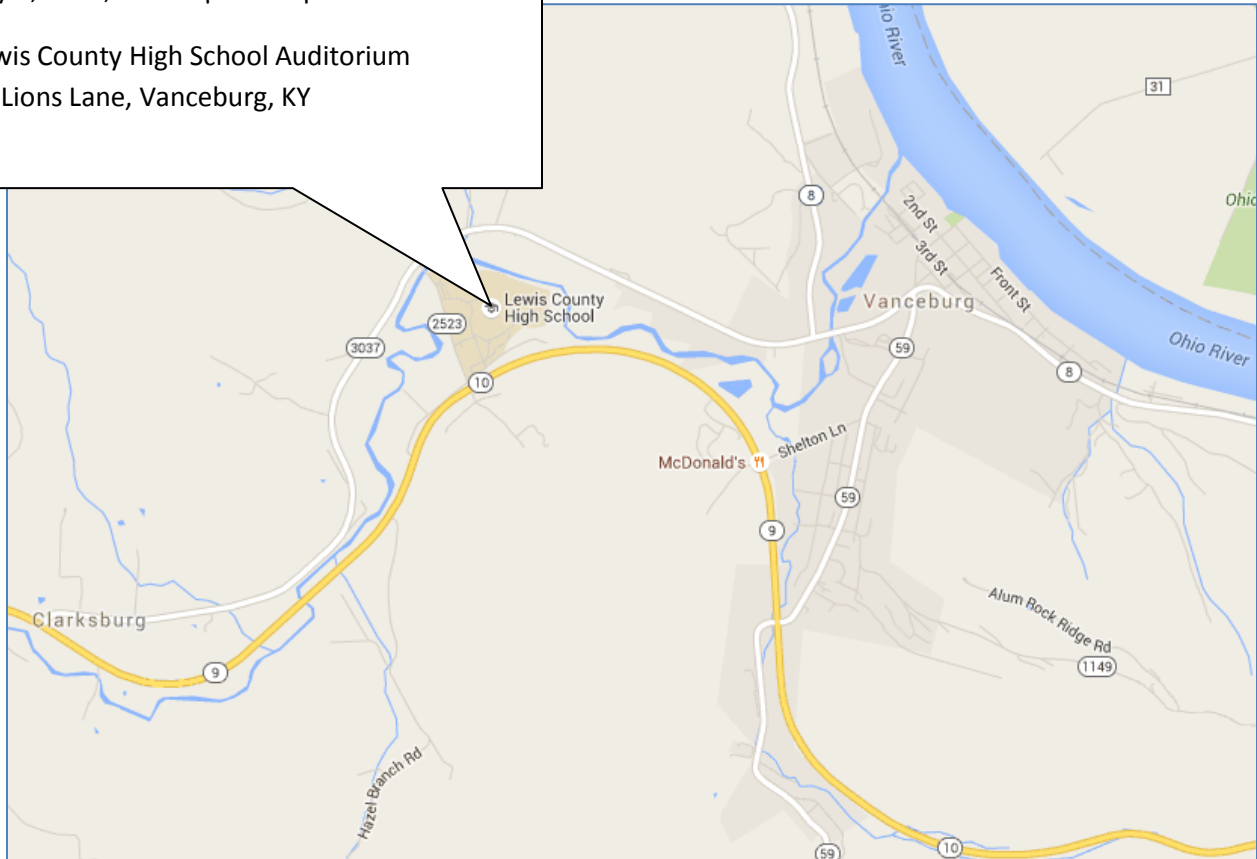 wis County High School Auditorium
Lions Lane, Vanceburg, KY
Ohio River
31
8
2nd St
3rd St
Front St
Vanceburg
Lewis County
High School
2523
3037
10
59
8
Ohio River
McDonald's
Shelton Ln
59
9
Clarksburg
9
Alum Rock Ridge Rd
1149
Hazel Branch Rd
59
10